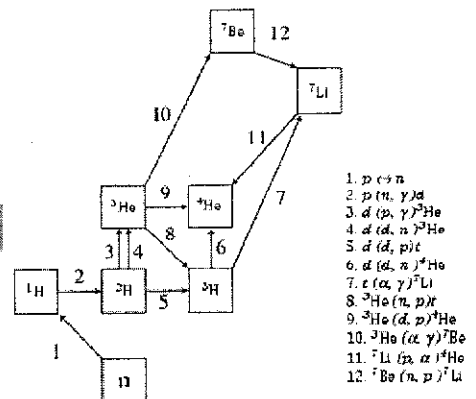 ⁷Be
12
⁷Li
10
11
7
³He
9
⁴He
8
3
4
6
¹H
2
²H
5
³H
1
n
1. p ↔ n
2. p (n, γ)d
3. d (p, γ)³He
4. d (d, n)³He
5. d (d, p)t
6. d (d, n)⁴He
7. t (α, γ)⁷Li
8. ³He (n, p)t
9. ³He (d, p)⁴He
10. ³He (α, γ)⁷Be
11. ⁷Li (p, α)⁴He
12. ⁷Be (n, p)⁷Li